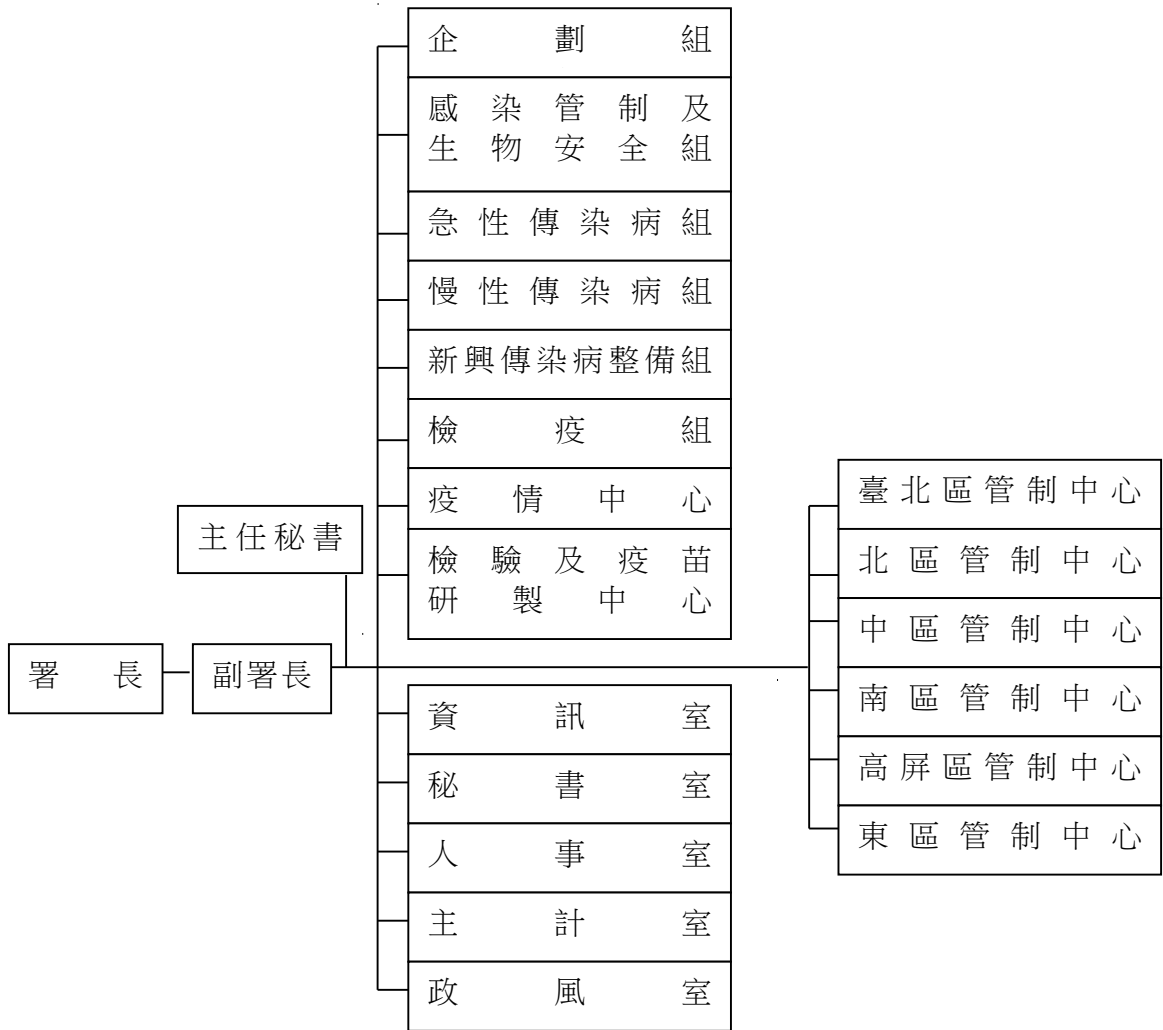 企劃組
感染管制及
生物安全組
急性傳染病組
慢性傳染病組
新興傳染病整備組
檢疫組
疫情中心
檢驗及疫苗
研製中心
主任秘書
署長
副署長
資訊室
秘書室
人事室
主計室
政風室
臺北區管制中心
北區管制中心
中區管制中心
南區管制中心
高屏區管制中心
東區管制中心